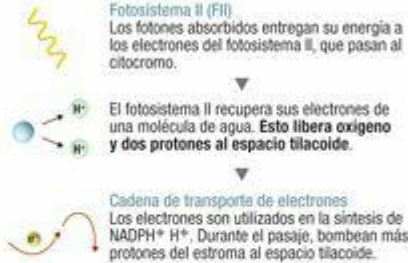 Fotosistema II (FII)
Los fotones absorbidos entregan su energía a
los electrones del fotosistema II, que pasan al
citocromo.
H+
H+
El fotosistema II recupera sus electrones de
una molécula de agua. Esto libera oxígeno
y dos protones al espacio tilacoide.
Cadena de transporte de electrones
Los electrones son utilizados en la síntesis de
NADPH+ H+. Durante el pasaje, bombean más
protones del estroma al espacio tilacoide.